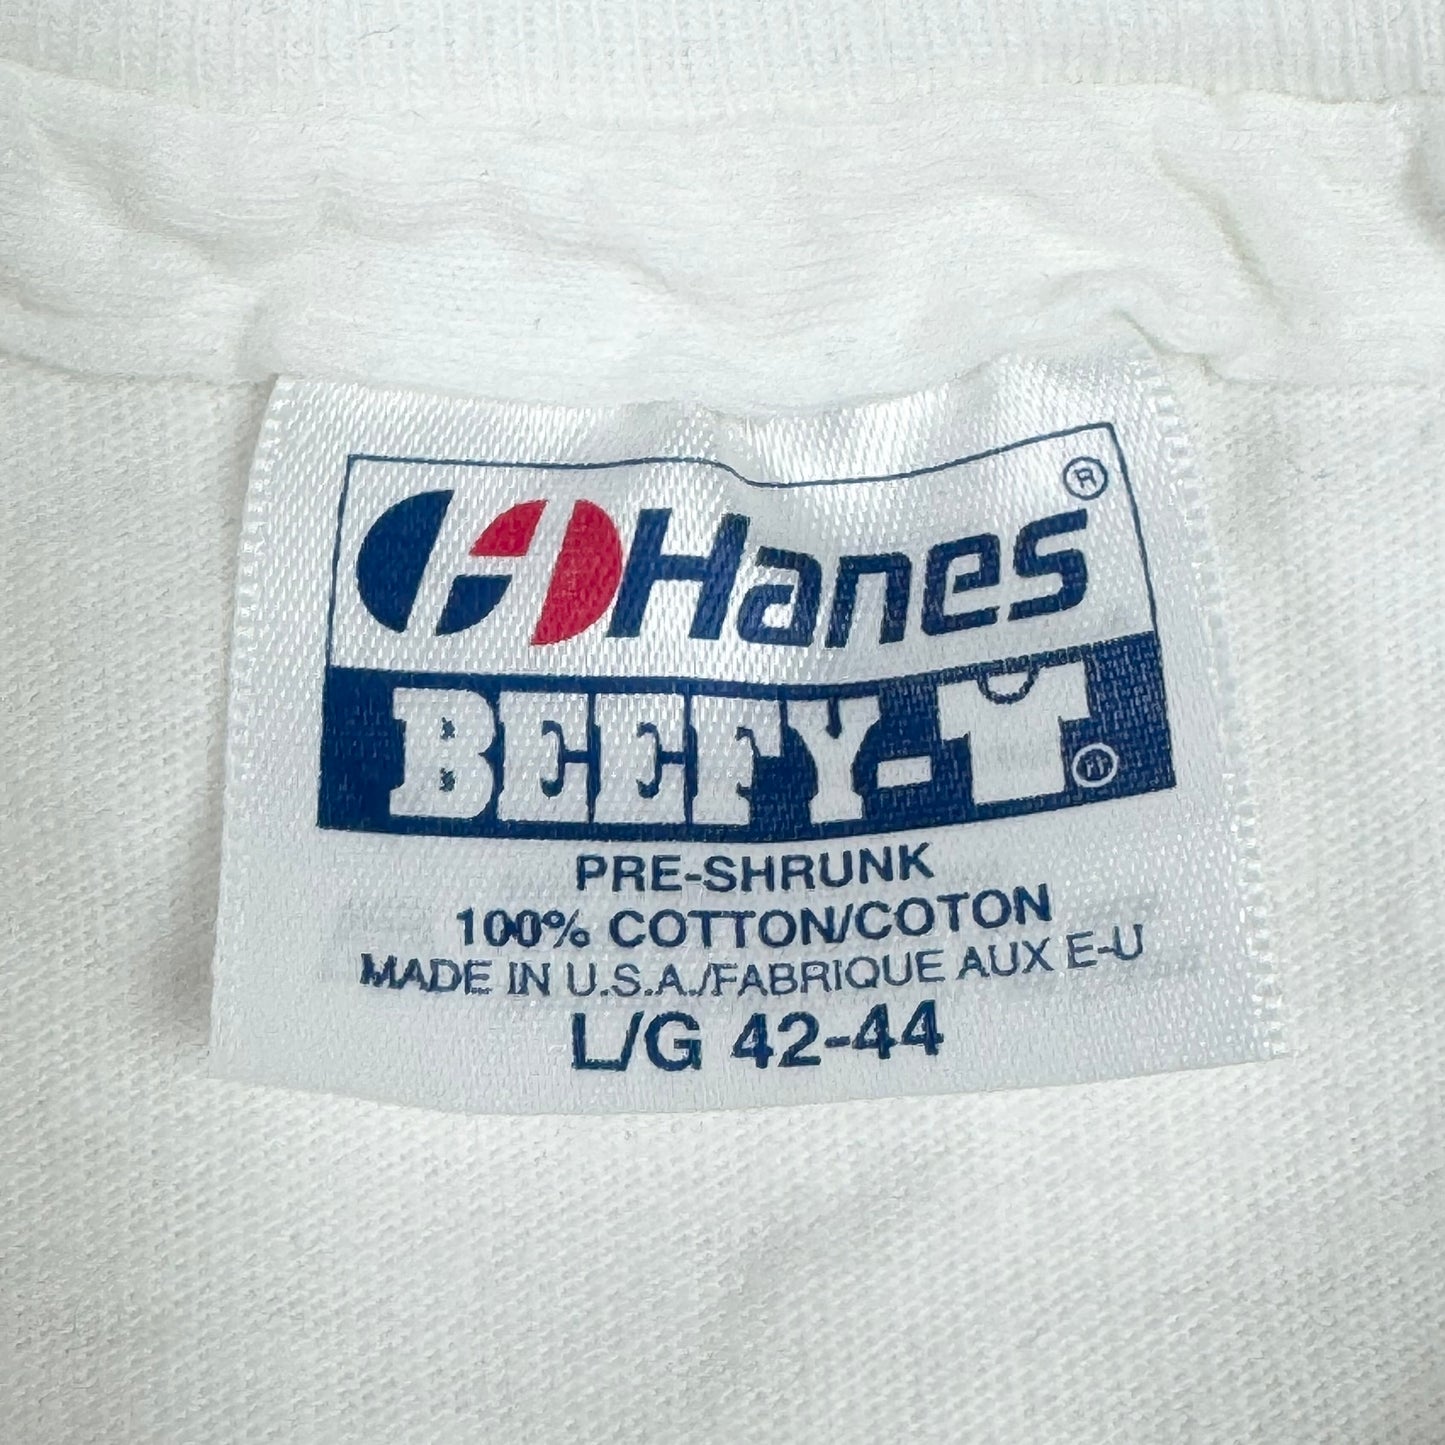 Hanes®
BEEFY-T®
PRE-SHRUNK
100% COTTON/COTON
MADE IN U.S.A./FABRIQUE AUX E-U
L/G 42-44